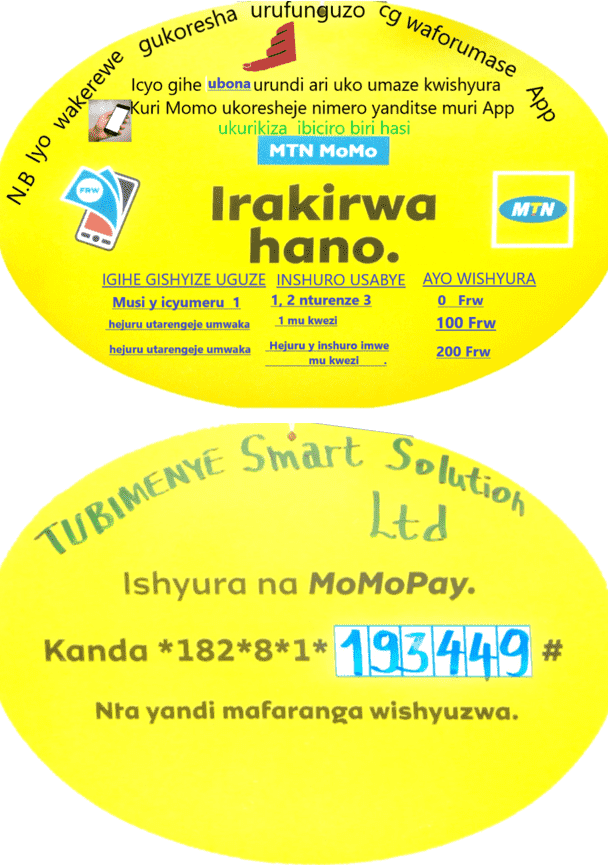 N.B Iyo wakerewe gukoresha urufunguzo cg waforumase App
Icyo gihe ubona urundi ari uko umaze kwishyura
Kuri Momo ukoresheje nimero yanditse muri App
ukurikiza ibiciro biri hasi
MTN MoMo
FRW
Irakirwa
hano.
MTN
IGIHE GISHYIZE UGUZE INSHURO USABYE AYO WISHYURA
Musi y icyumeru 1 1, 2 nturenze 3 0 Frw
hejuru utarengeje umwaka 1 mu kwezi 100 Frw
hejuru utarengeje umwaka Hejuru y inshuro imwe 200 Frw
mu kwezi .
TUBIMENYE Smart Solution
Ltd
Ishyura na MoMoPay.
Kanda *182*8*1* 193449 #
Nta yandi mafaranga wishyuzwa.